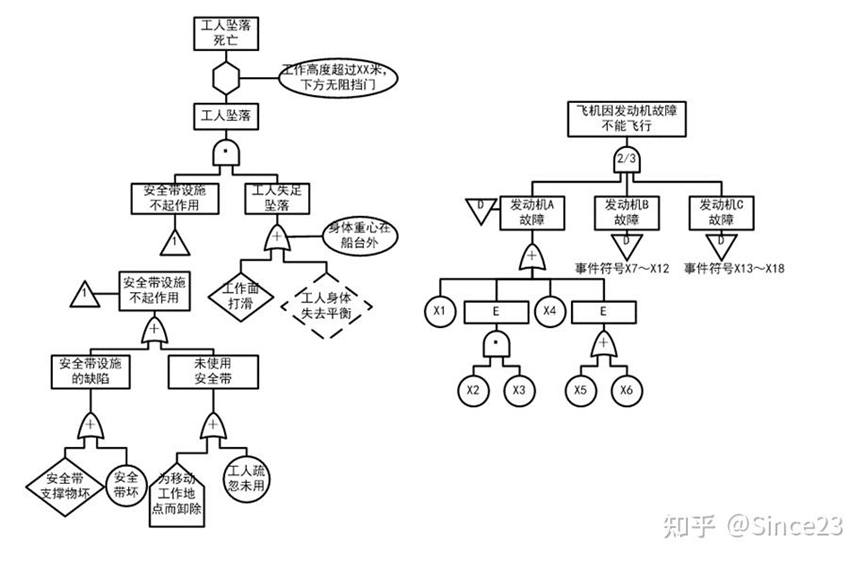 工人坠落
死亡
工作高度超过XX米,
下方无阻挡门
工人坠落
·
安全带设施
不起作用
工人失足
坠落
1
+
身体重心在
船台外
工作面
打滑
工人身体
失去平衡
1
安全带设施
不起作用
+
安全带设施
的缺陷
未使用
安全带
+
+
安全带
支撑物坏
安全
带坏
为移动
工作地
点而卸除
工人疏
忽未用
飞机因发动机故障
不能飞行
2/3
D
发动机A
故障
发动机B
故障
发动机C
故障
+
D
D
事件符号X7～X12
事件符号X13～X18
X1
E
X4
E
·
+
X2
X3
X5
X6
知乎 @Since23